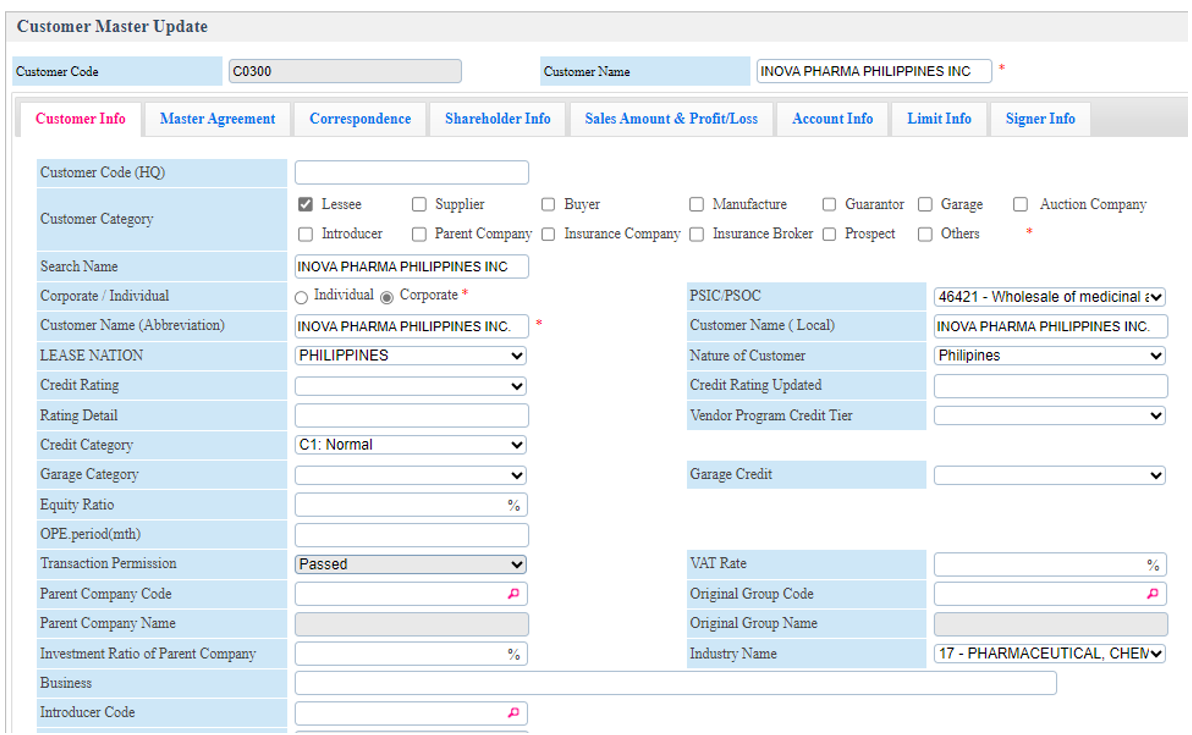 Customer Master Update
Customer Code C0300 Customer Name INOVA PHARMA PHILIPPINES INC *
Customer Info Master Agreement Correspondence Shareholder Info Sales Amount & Profit/Loss Account Info Limit Info Signer Info
Customer Code (HQ)
Customer Category
Lessee Supplier Buyer Manufacture Guarantor Garage Auction Company
Introducer Parent Company Insurance Company Insurance Broker Prospect Others *
Search Name INOVA PHARMA PHILIPPINES INC
Corporate / Individual Individual Corporate * PSIC/PSOC 46421 - Wholesale of medicinal a
Customer Name (Abbreviation) INOVA PHARMA PHILIPPINES INC. * Customer Name ( Local) INOVA PHARMA PHILIPPINES INC.
LEASE NATION PHILIPPINES Nature of Customer Philipines
Credit Rating Credit Rating Updated
Rating Detail Vendor Program Credit Tier
Credit Category C1: Normal
Garage Category Garage Credit
Equity Ratio %
OPE.period(mth)
Transaction Permission Passed VAT Rate %
Parent Company Code Original Group Code
Parent Company Name Original Group Name
Investment Ratio of Parent Company % Industry Name 17 - PHARMACEUTICAL, CHEM
Business
Introducer Code